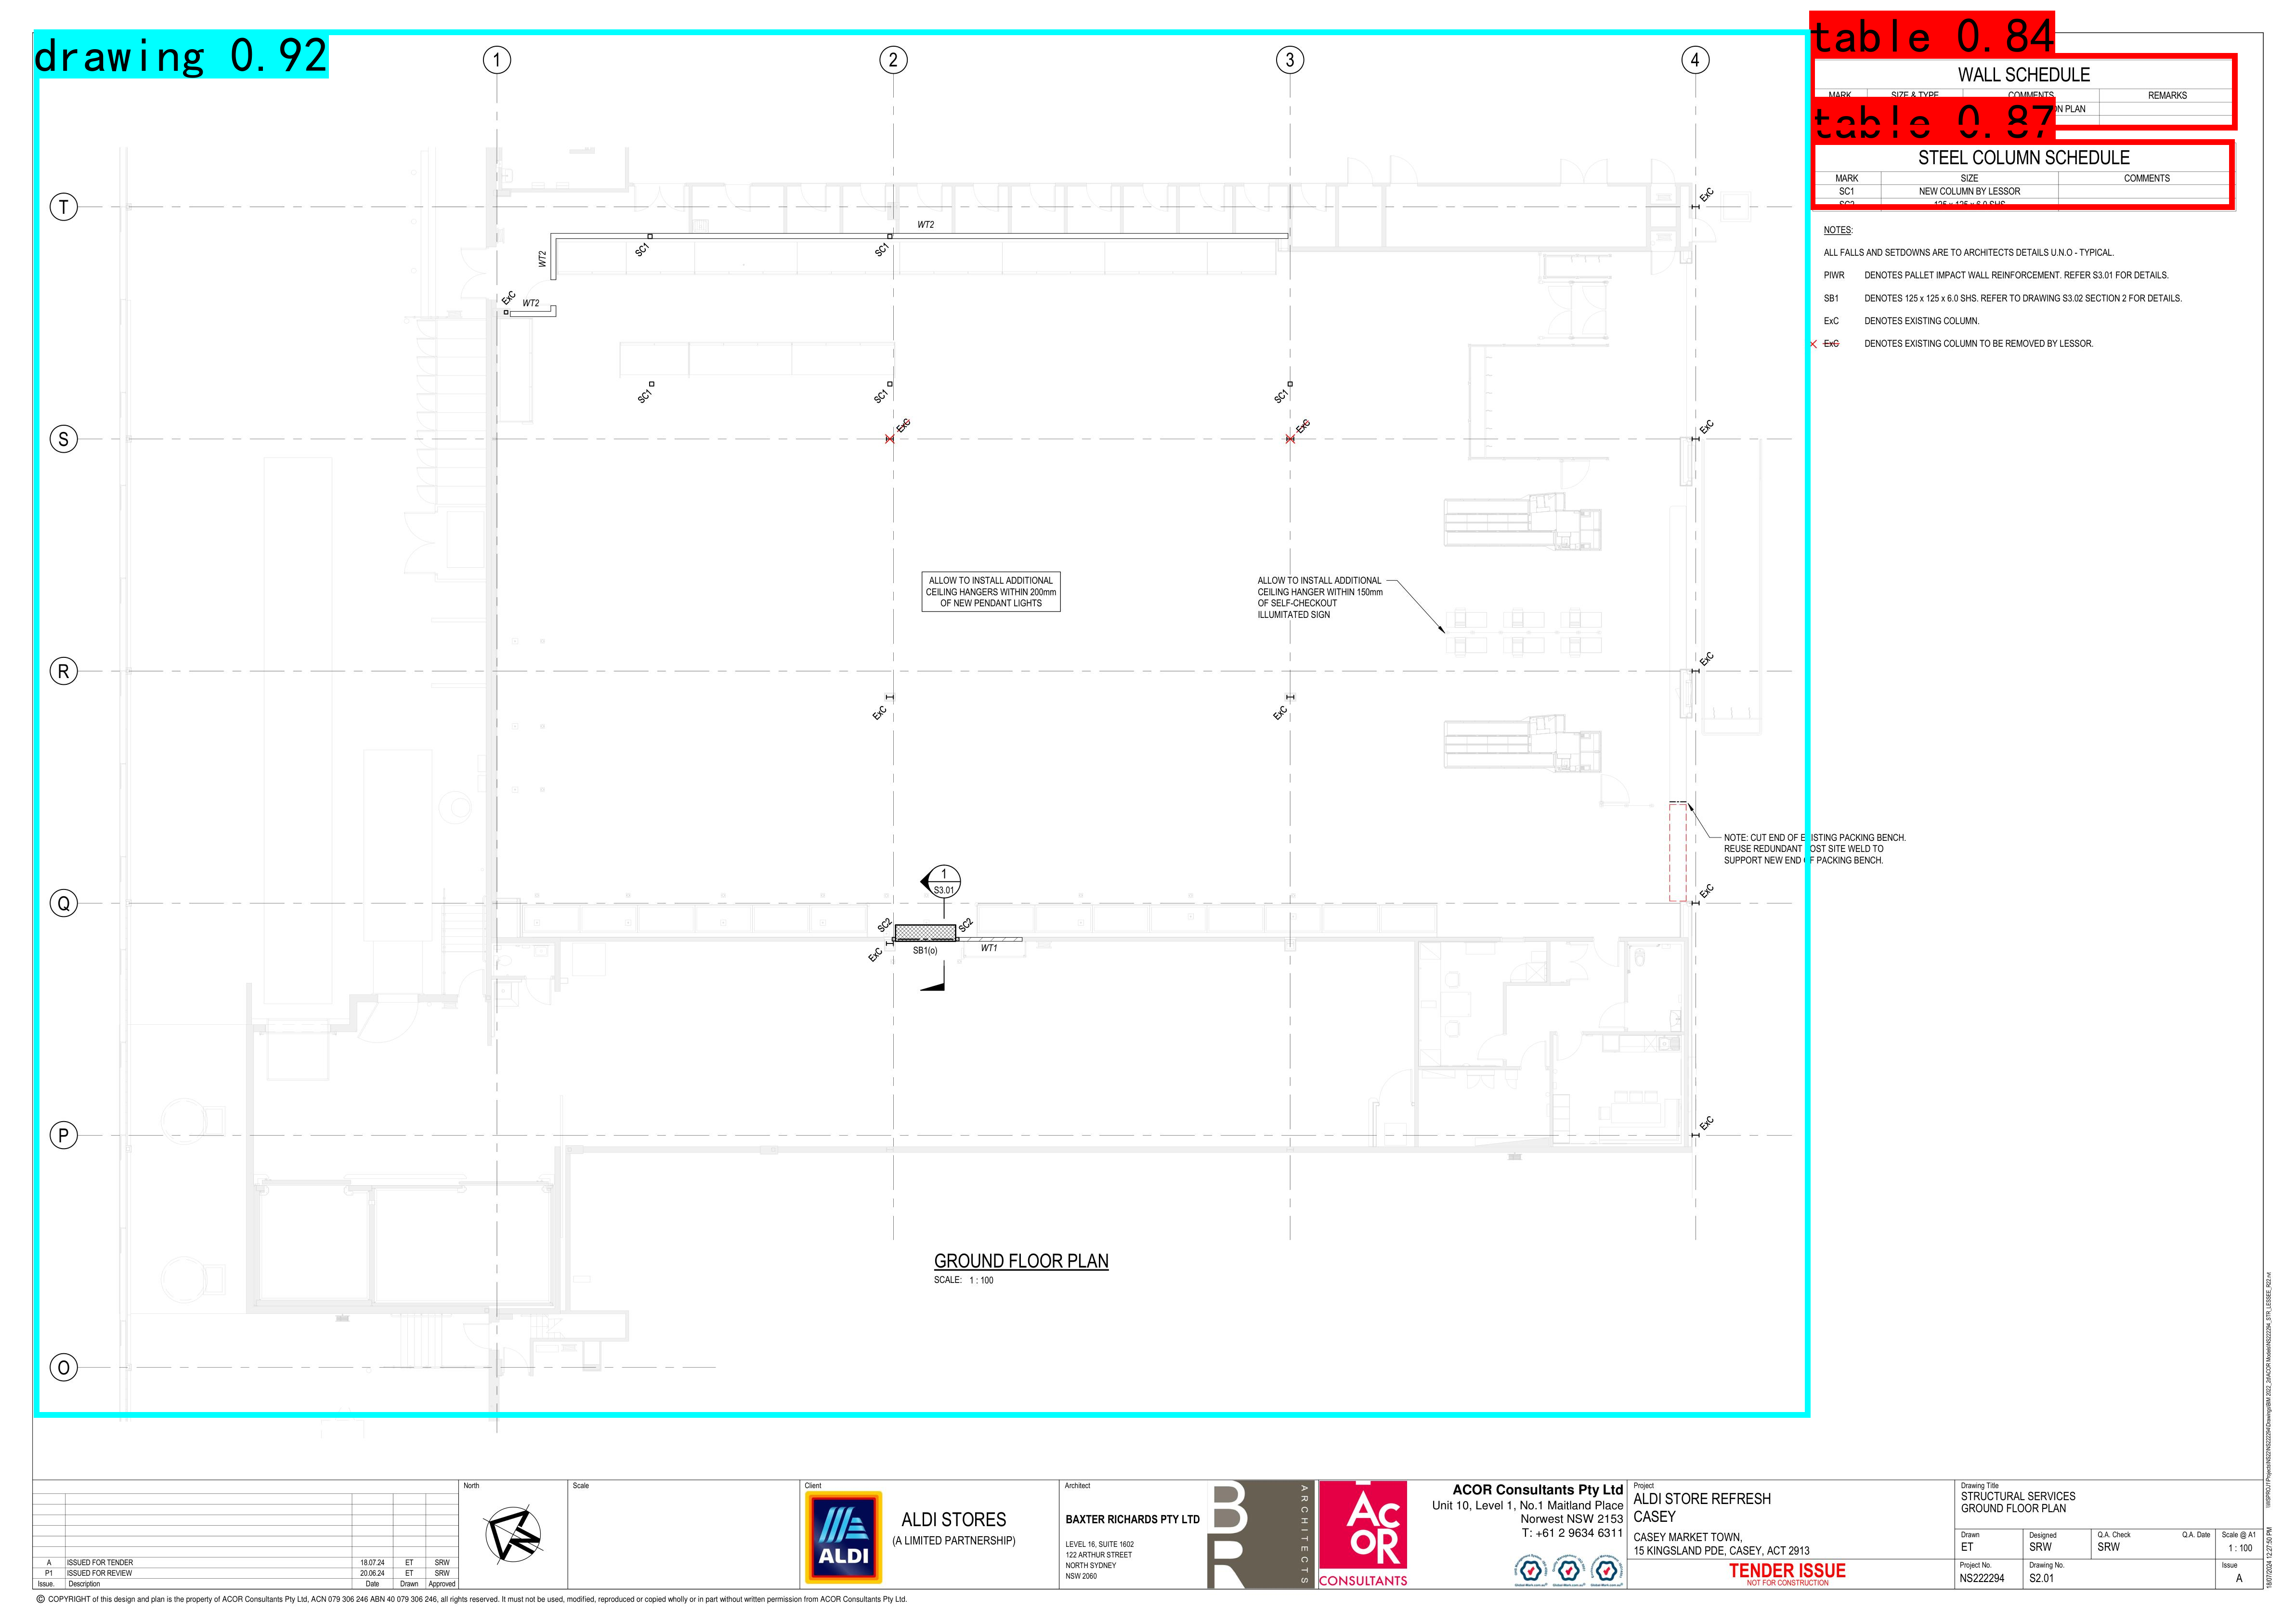 drawing 0.92
table 0.84
WALL SCHEDULE
MARK SIZE & TYPE COMMENTS REMARKS
ON PLAN
table 0.87
STEEL COLUMN SCHEDULE
MARK SIZE COMMENTS
SC1 NEW COLUMN BY LESSOR
SC2 125 x 125 x 6.0 SHS
NOTES:
ALL FALLS AND SETDOWNS ARE TO ARCHITECTS DETAILS U.N.O - TYPICAL.
PIWR DENOTES PALLET IMPACT WALL REINFORCEMENT. REFER S3.01 FOR DETAILS.
SB1 DENOTES 125 x 125 x 6.0 SHS. REFER TO DRAWING S3.02 SECTION 2 FOR DETAILS.
ExC DENOTES EXISTING COLUMN.
ExC DENOTES EXISTING COLUMN TO BE REMOVED BY LESSOR.
1 2 3 4
T
ExC
WT2
SC1 SC1
WT2
ExC
WT2
SC1 SC1 SC1
S
ExC ExC ExC
ALLOW TO INSTALL ADDITIONAL
CEILING HANGERS WITHIN 200mm
OF NEW PENDANT LIGHTS
ALLOW TO INSTALL ADDITIONAL
CEILING HANGER WITHIN 150mm
OF SELF-CHECKOUT
ILLUMITATED SIGN
R
ExC
ExC ExC
NOTE: CUT END OF EXISTING PACKING BENCH.
REUSE REDUNDANT POST SITE WELD TO
SUPPORT NEW END OF PACKING BENCH.
1
S3.01
Q
ExC
SC2 SC2
ExC SB1(o) WT1
P
ExC
GROUND FLOOR PLAN
SCALE: 1 : 100
O
A ISSUED FOR TENDER 18.07.24 ET SRW
P1 ISSUED FOR REVIEW 20.06.24 ET SRW
Issue. Description Date Drawn Approved
North
Scale
Client
ALDI
ALDI STORES
(A LIMITED PARTNERSHIP)
Architect
BAXTER RICHARDS PTY LTD
LEVEL 16, SUITE 1602
122 ARTHUR STREET
NORTH SYDNEY
NSW 2060
BR
ARCHITECTS
ACOR
CONSULTANTS
ACOR Consultants Pty Ltd
Unit 10, Level 1, No.1 Maitland Place
Norwest NSW 2153
T: +61 2 9634 6311
Project
ALDI STORE REFRESH
CASEY
CASEY MARKET TOWN,
15 KINGSLAND PDE, CASEY, ACT 2913
TENDER ISSUE
NOT FOR CONSTRUCTION
Drawing Title
STRUCTURAL SERVICES
GROUND FLOOR PLAN
Drawn Designed Q.A. Check Q.A. Date Scale @ A1
ET SRW SRW 1 : 100
Project No. Drawing No. Issue
NS222294 S2.01 A
18/07/2024 12:27:50 PM
© COPYRIGHT of this design and plan is the property of ACOR Consultants Pty Ltd, ACN 079 306 246 ABN 40 079 306 246, all rights reserved. It must not be used, modified, reproduced or copied wholly or in part without written permission from ACOR Consultants Pty Ltd.